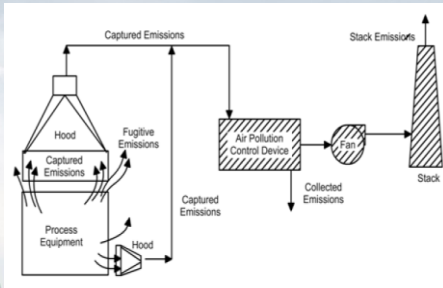 Captured Emissions
Stack Emissions
Hood
Fugitive
Emissions
Captured
Emissions
Air Pollution
Control Device
Fan
Stack
Collected
Emissions
Captured
Emissions
Process
Equipment
Hood